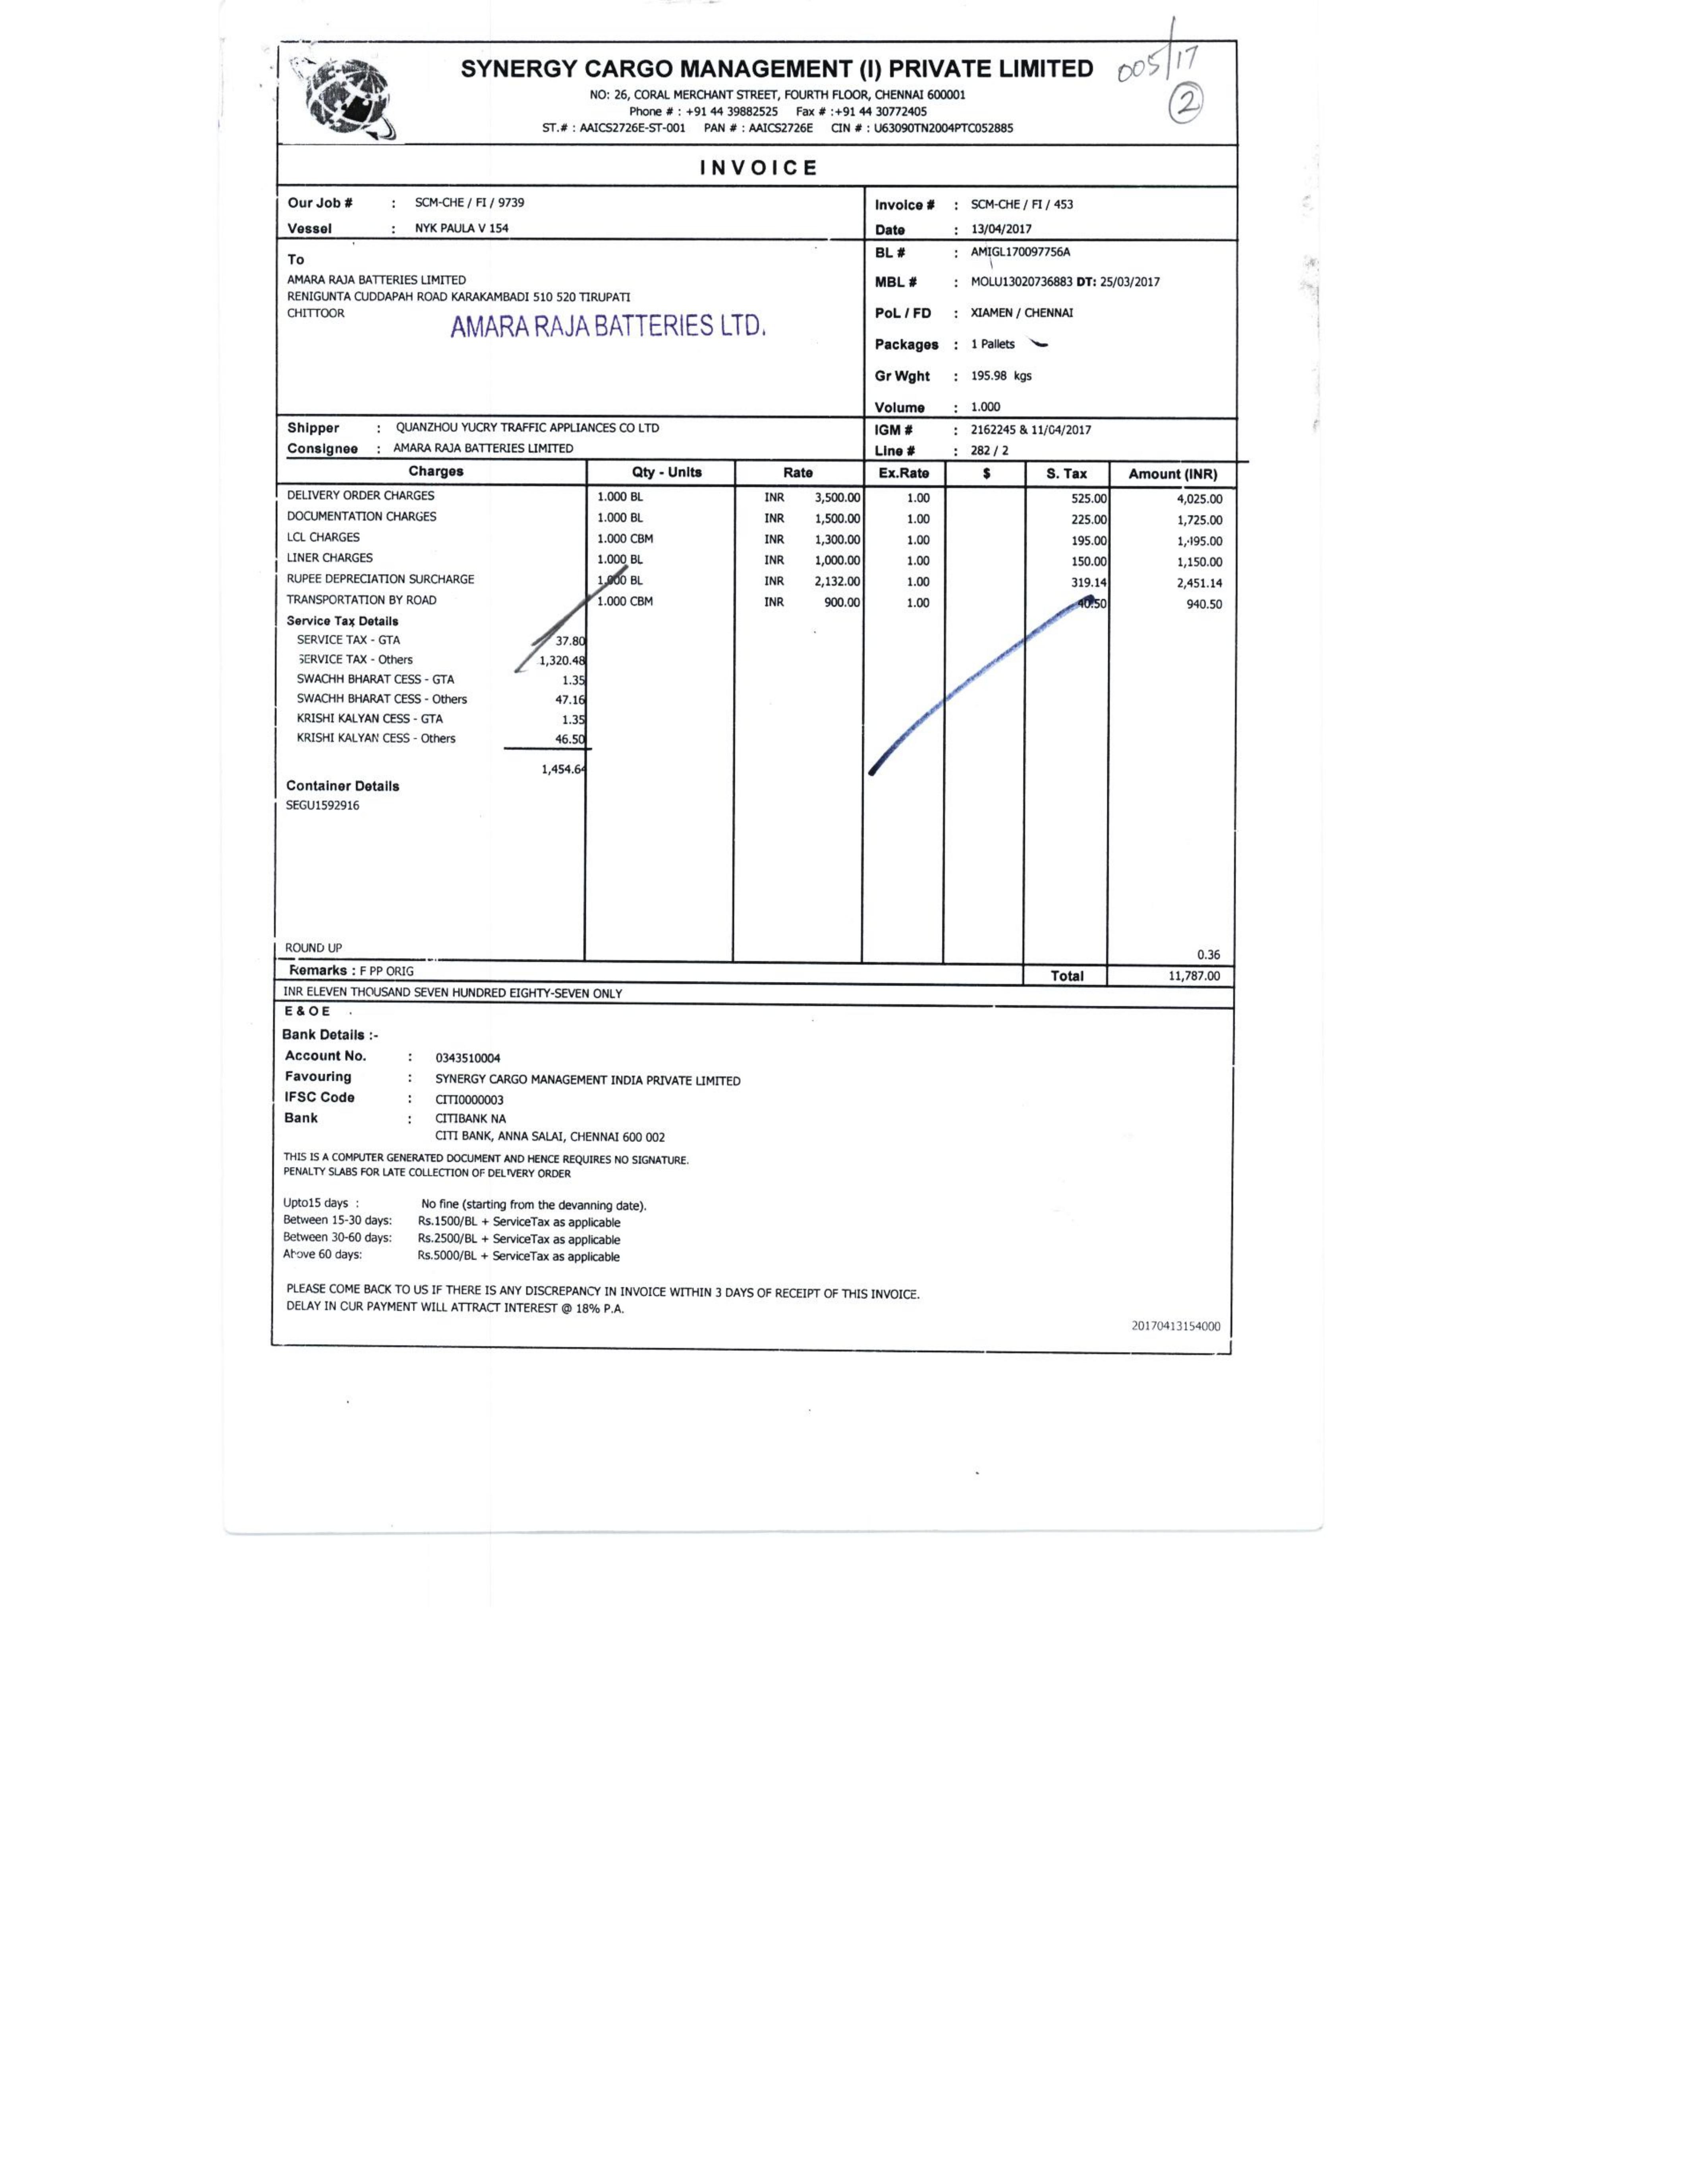 SYNERGY CARGO MANAGEMENT (I) PRIVATE LIMITED
005/17
2
NO: 26, CORAL MERCHANT STREET, FOURTH FLOOR, CHENNAI 600001
Phone # : +91 44 39882525 Fax # :+91 44 30772405
ST.# : AAICS2726E-ST-001 PAN # : AAICS2726E CIN # : U63090TN2004PTC052885
INVOICE
Our Job # : SCM-CHE / FI / 9739
Vessel : NYK PAULA V 154
Invoice # : SCM-CHE / FI / 453
Date : 13/04/2017
To
AMARA RAJA BATTERIES LIMITED
RENIGUNTA CUDDAPAH ROAD KARAKAMBADI 510 520 TIRUPATI
CHITTOOR
AMARA RAJA BATTERIES LTD.
BL # : AMIGL170097756A
MBL # : MOLU13020736883 DT: 25/03/2017
PoL / FD : XIAMEN / CHENNAI
Packages : 1 Pallets
Gr Wght : 195.98 kgs
Volume : 1.000
Shipper : QUANZHOU YUCRY TRAFFIC APPLIANCES CO LTD
Consignee : AMARA RAJA BATTERIES LIMITED
IGM # : 2162245 & 11/04/2017
Line # : 282 / 2
Charges Qty - Units Rate Ex.Rate $ S. Tax Amount (INR)
DELIVERY ORDER CHARGES 1.000 BL INR 3,500.00 1.00 525.00 4,025.00
DOCUMENTATION CHARGES 1.000 BL INR 1,500.00 1.00 225.00 1,725.00
LCL CHARGES 1.000 CBM INR 1,300.00 1.00 195.00 1,495.00
LINER CHARGES 1.000 BL INR 1,000.00 1.00 150.00 1,150.00
RUPEE DEPRECIATION SURCHARGE 1.000 BL INR 2,132.00 1.00 319.14 2,451.14
TRANSPORTATION BY ROAD 1.000 CBM INR 900.00 1.00 40.50 940.50
Service Tax Details
SERVICE TAX - GTA 37.80
SERVICE TAX - Others 1,320.48
SWACHH BHARAT CESS - GTA 1.35
SWACHH BHARAT CESS - Others 47.16
KRISHI KALYAN CESS - GTA 1.35
KRISHI KALYAN CESS - Others 46.50
1,454.64
Container Details
SEGU1592916
ROUND UP 0.36
Remarks : F PP ORIG Total 11,787.00
INR ELEVEN THOUSAND SEVEN HUNDRED EIGHTY-SEVEN ONLY
E & O E
Bank Details :-
Account No. : 0343510004
Favouring : SYNERGY CARGO MANAGEMENT INDIA PRIVATE LIMITED
IFSC Code : CITI0000003
Bank : CITIBANK NA
CITI BANK, ANNA SALAI, CHENNAI 600 002
THIS IS A COMPUTER GENERATED DOCUMENT AND HENCE REQUIRES NO SIGNATURE.
PENALTY SLABS FOR LATE COLLECTION OF DELIVERY ORDER
Upto15 days : No fine (starting from the devanning date).
Between 15-30 days: Rs.1500/BL + ServiceTax as applicable
Between 30-60 days: Rs.2500/BL + ServiceTax as applicable
Above 60 days: Rs.5000/BL + ServiceTax as applicable
PLEASE COME BACK TO US IF THERE IS ANY DISCREPANCY IN INVOICE WITHIN 3 DAYS OF RECEIPT OF THIS INVOICE.
DELAY IN OUR PAYMENT WILL ATTRACT INTEREST @ 18% P.A.
20170413154000